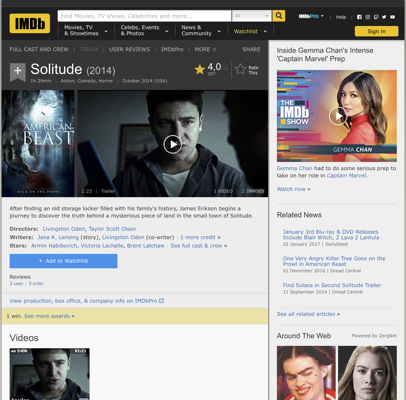 IMDb
Find Movies, TV shows, Celebrities and more...
All
IMDbPro
Help
Movies, TV & Showtimes
Celebs, Events & Photos
News & Community
Watchlist
Sign in
FULL CAST AND CREW | TRIVIA | USER REVIEWS | IMDbPro | MORE
SHARE
Solitude (2014)
4,0
Rate This
1h 29min | Action, Comedy, Horror | October 2014 (USA)
AMERICAN BEAST
1:23 | Trailer
1 VIDEO
2 IMAGES
After finding an old storage locker filled with his family's history, James Erikson begins a
journey to discover the truth behind a mysterious piece of land in the small town of Solitude.
Directors: Livingston Oden, Taylor Scott Olson
Writers: Jana K. Lensing (story), Livingston Oden (co-writer) | 1 more credit »
Stars: Armin Habibovich, Victoria Lachelle, Brent Latchaw | See full cast & crew »
+ Add to Watchlist
Reviews
3 user | 3 critic
View production, box office, & company info on IMDbPro
1 win. See more awards »
Videos
01:23
Inside Gemma Chan's Intense
'Captain Marvel' Prep
THE IMDb SHOW
GEMMA CHAN
Gemma Chan had to do some serious prep to
take on her role in Captain Marvel.
Watch now »
Related News
January 3rd Blu-ray & DVD Releases
Include Blair Witch, 2 Lava 2 Lantula
02 January 2017 | DailyDead
One Very Angry Killer Tree Goes on the
Prowl in American Beast
01 December 2016 | Dread Central
Find Solace in Second Solitude Trailer
11 September 2014 | Dread Central
See all related articles »
Around The Web
Powered by ZergNet